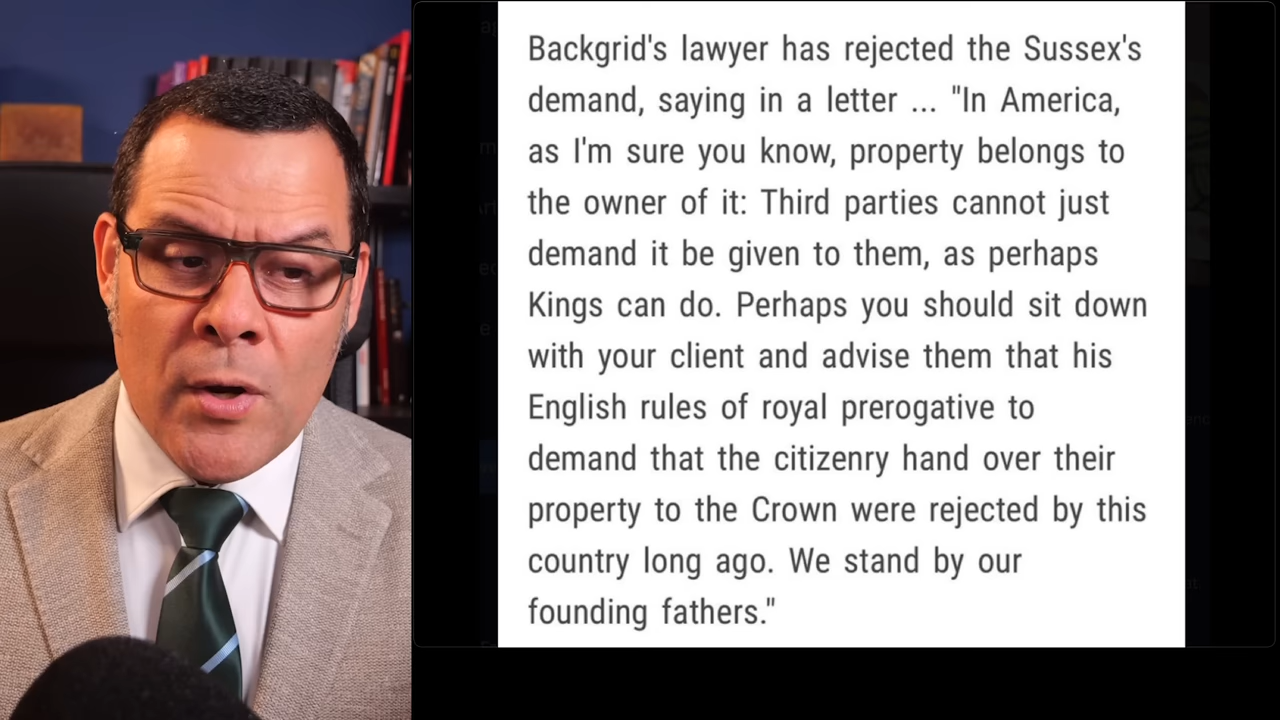 Backgrid's lawyer has rejected the Sussex's
demand, saying in a letter ... "In America,
as I'm sure you know, property belongs to
the owner of it: Third parties cannot just
demand it be given to them, as perhaps
Kings can do. Perhaps you should sit down
with your client and advise them that his
English rules of royal prerogative to
demand that the citizenry hand over their
property to the Crown were rejected by this
country long ago. We stand by our
founding fathers."